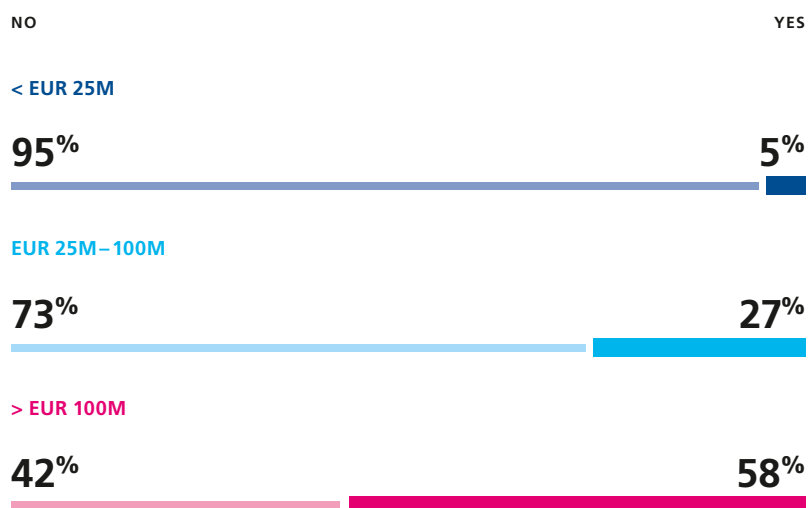 NO YES
< EUR 25M
95% 5%
EUR 25M–100M
73% 27%
> EUR 100M
42% 58%